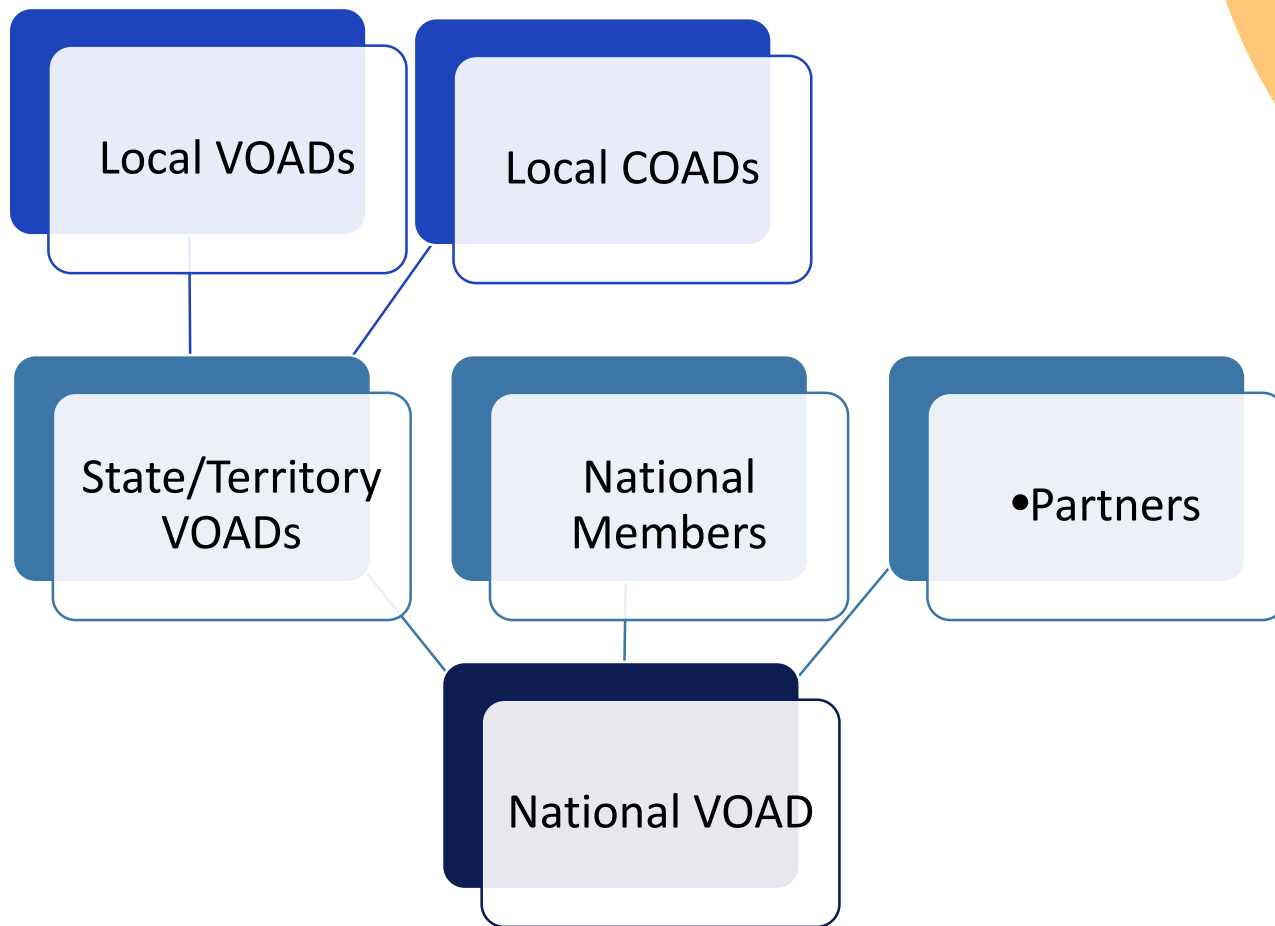 Local VOADs
Local COADs
State/Territory
VOADs
National
Members
•Partners
National VOAD